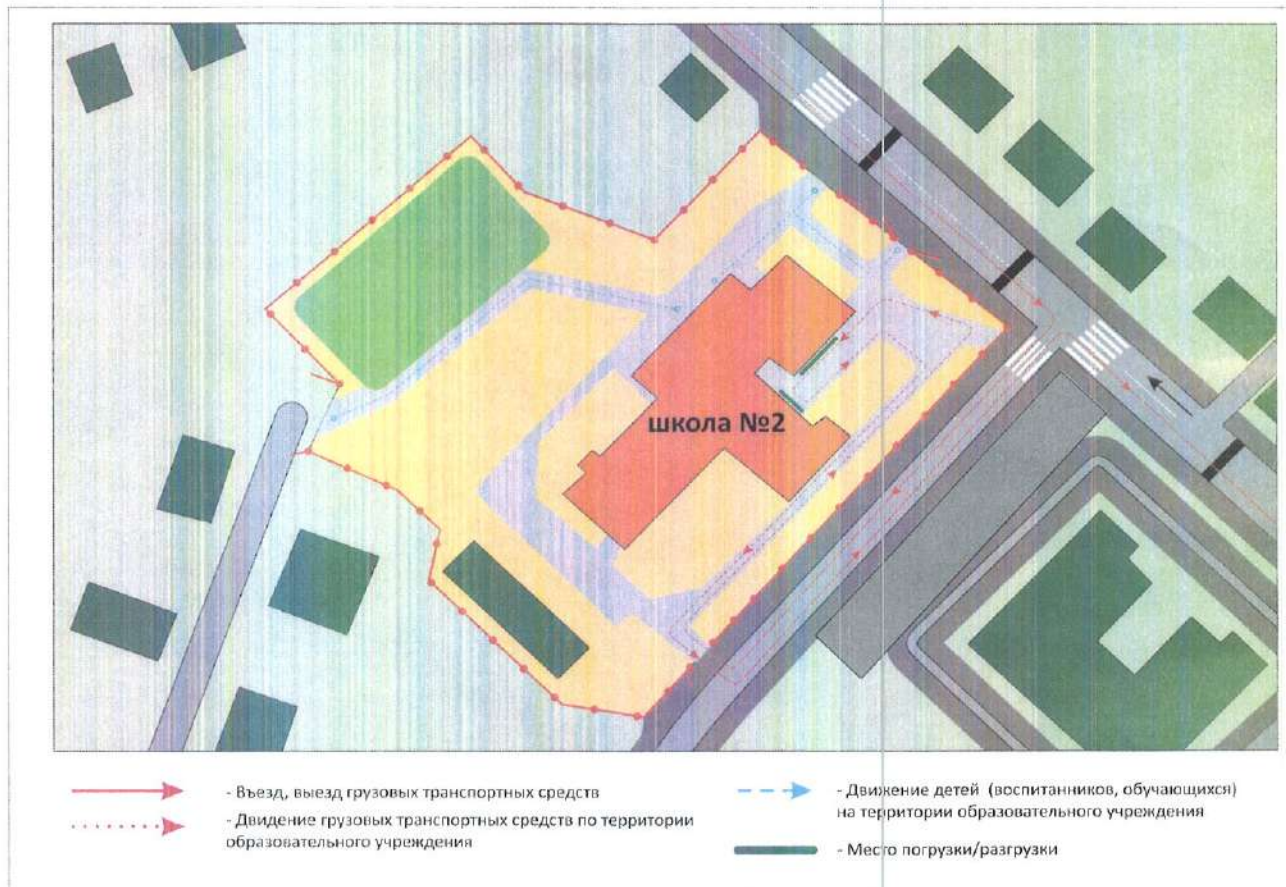 школа №2
- Въезд, выезд грузовых транспортных средств
- Двидение грузовых транспортных средств по территории
образовательного учреждения
- Движение детей (воспитанников, обучающихся)
на территории образовательного учреждения
- Место погрузки/разгрузки